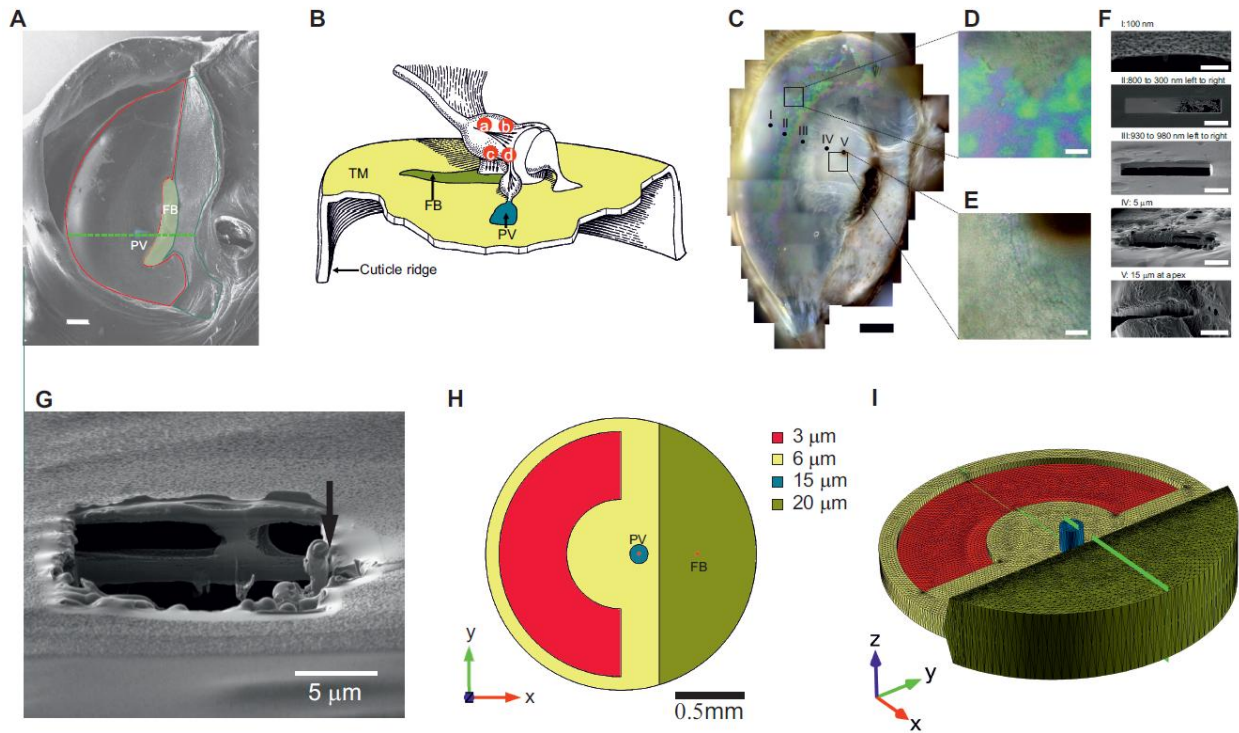 A
FB
PV
B
a
b
c
d
TM
FB
PV
Cuticle ridge
C
I
II
III
IV
V
D
E
F
I:100 nm
II:800 to 300 nm left to right
III:930 to 980 nm left to right
IV: 5 μm
V: 15 μm at apex
G
5 μm
H
PV
FB
y
x
0.5mm
3 μm
6 μm
15 μm
20 μm
I
z
y
x